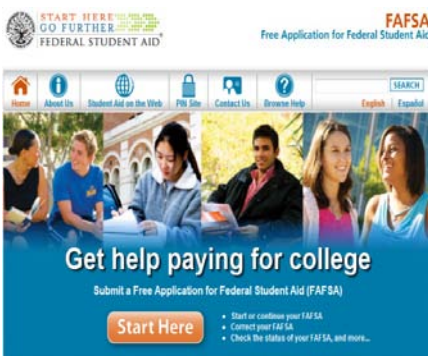 START HERE
GO FURTHER
FEDERAL STUDENT AID®
FAFSA
Free Application for Federal Student Aid
Home
About Us
Student Aid on the Web
PIN Site
Contact Us
Browse Help
SEARCH
English | Español
Get help paying for college
Submit a Free Application for Federal Student Aid (FAFSA)
Start Here
• Start or continue your FAFSA
• Correct your FAFSA
• Check the status of your FAFSA, and more...